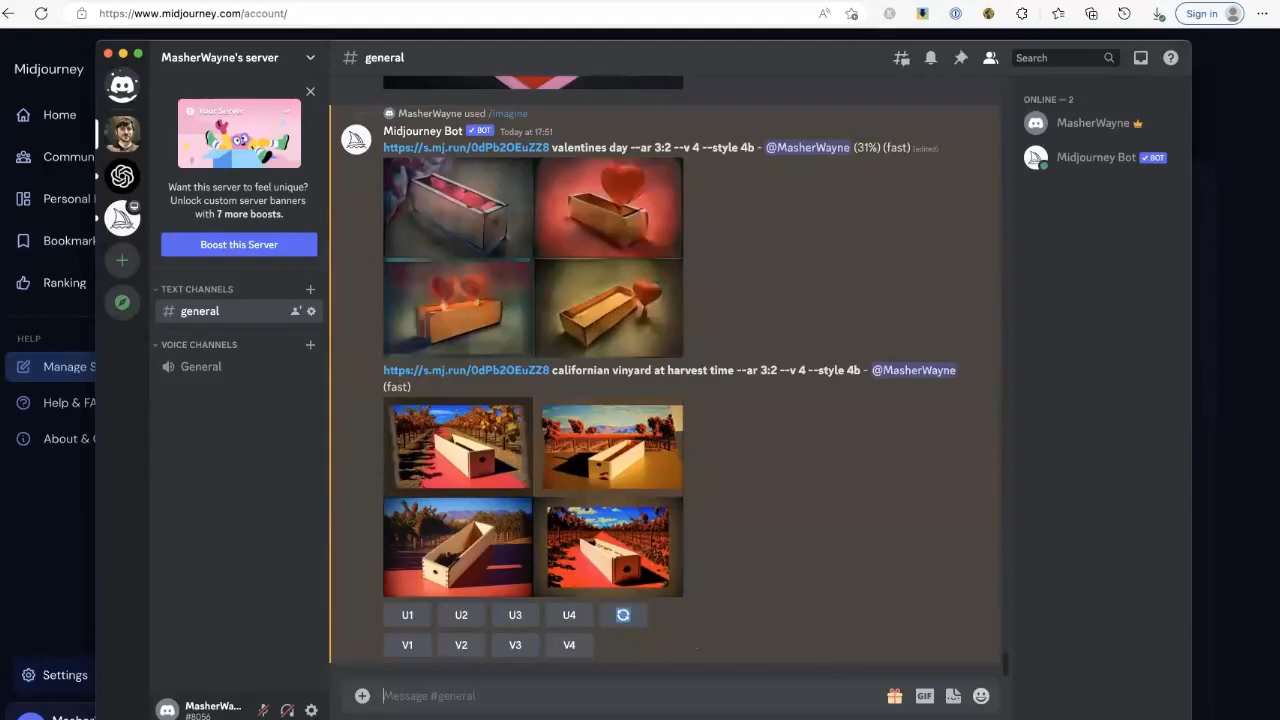 https://www.midjourney.com/account/
Sign in
Midjourney
Home
Commun
Personal
Bookmark
Ranking
HELP
Manage S
Help & FA
About &
Settings
MasherWayne's server
Your Server
Want this server to feel unique?
Unlock custom server banners
with 7 more boosts.
Boost this Server
TEXT CHANNELS
# general
VOICE CHANNELS
General
MasherWa...
#8056
# general
Search
MasherWayne used /imagine
Midjourney Bot ✓ BOT Today at 17:51
https://s.mj.run/0dPb2OEuZZ8 valentines day --ar 3:2 --v 4 --style 4b - @MasherWayne (31%) (fast) (edited)
https://s.mj.run/0dPb2OEuZZ8 californian vinyard at harvest time --ar 3:2 --v 4 --style 4b - @MasherWayne
(fast)
U1 U2 U3 U4
V1 V2 V3 V4
Message #general
GIF
ONLINE — 2
MasherWayne
Midjourney Bot ✓ BOT